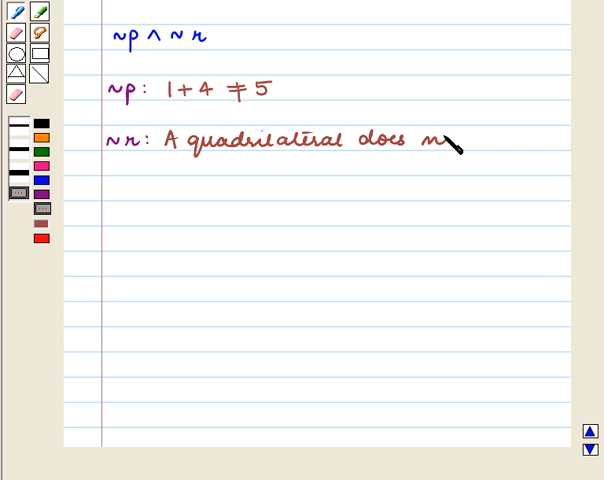 ~p ∧ ~r
~p: 1 + 4 ≠ 5
~r: A quadrilateral does n